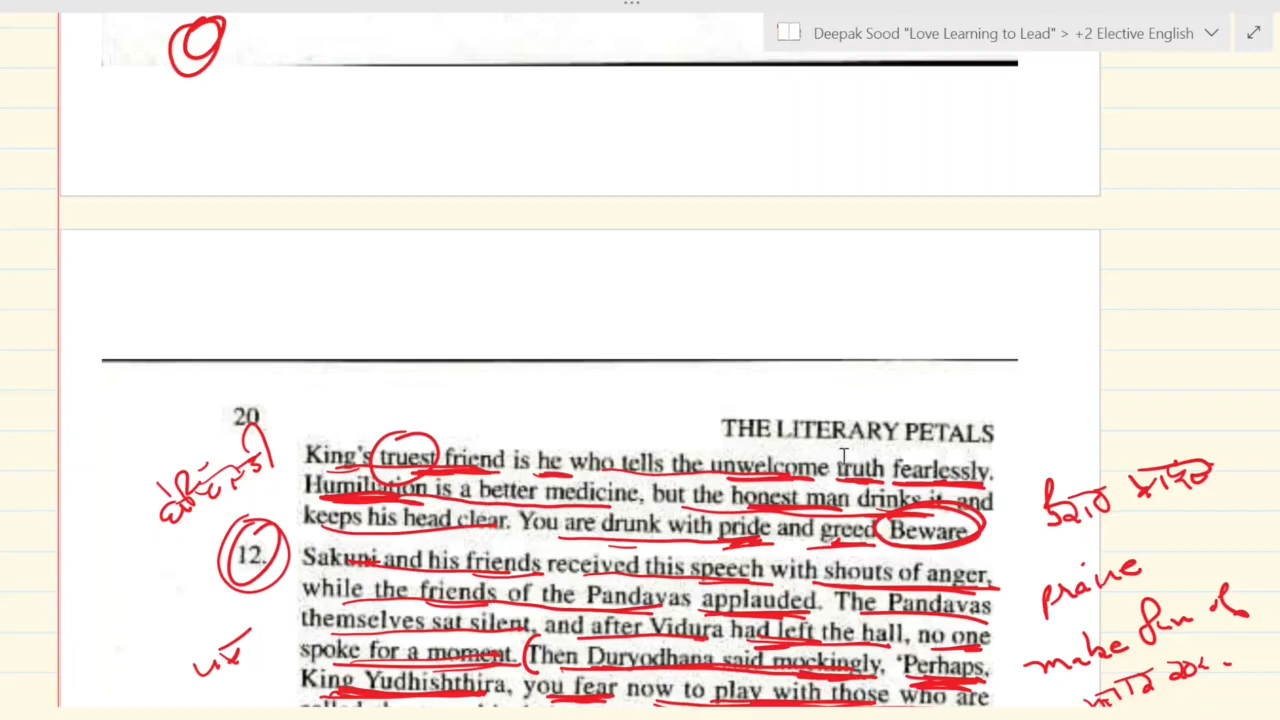 Deepak Sood "Love Learning to Lead" > +2 Elective English
20
THE LITERARY PETALS
King's truest friend is he who tells the unwelcome truth fearlessly.
Humiliation is a better medicine, but the honest man drinks it and
keeps his head clear. You are drunk with pride and greed Beware
12.
Sakuni and his friends received this speech with shouts of anger,
while the friends of the Pandavas applauded. The Pandavas
themselves sat silent, and after Vidura had left the hall, no one
spoke for a moment. Then Duryodhana said mockingly, 'Perhaps,
King Yudhishthira, you fear now to play with those who are
praise
make fun of